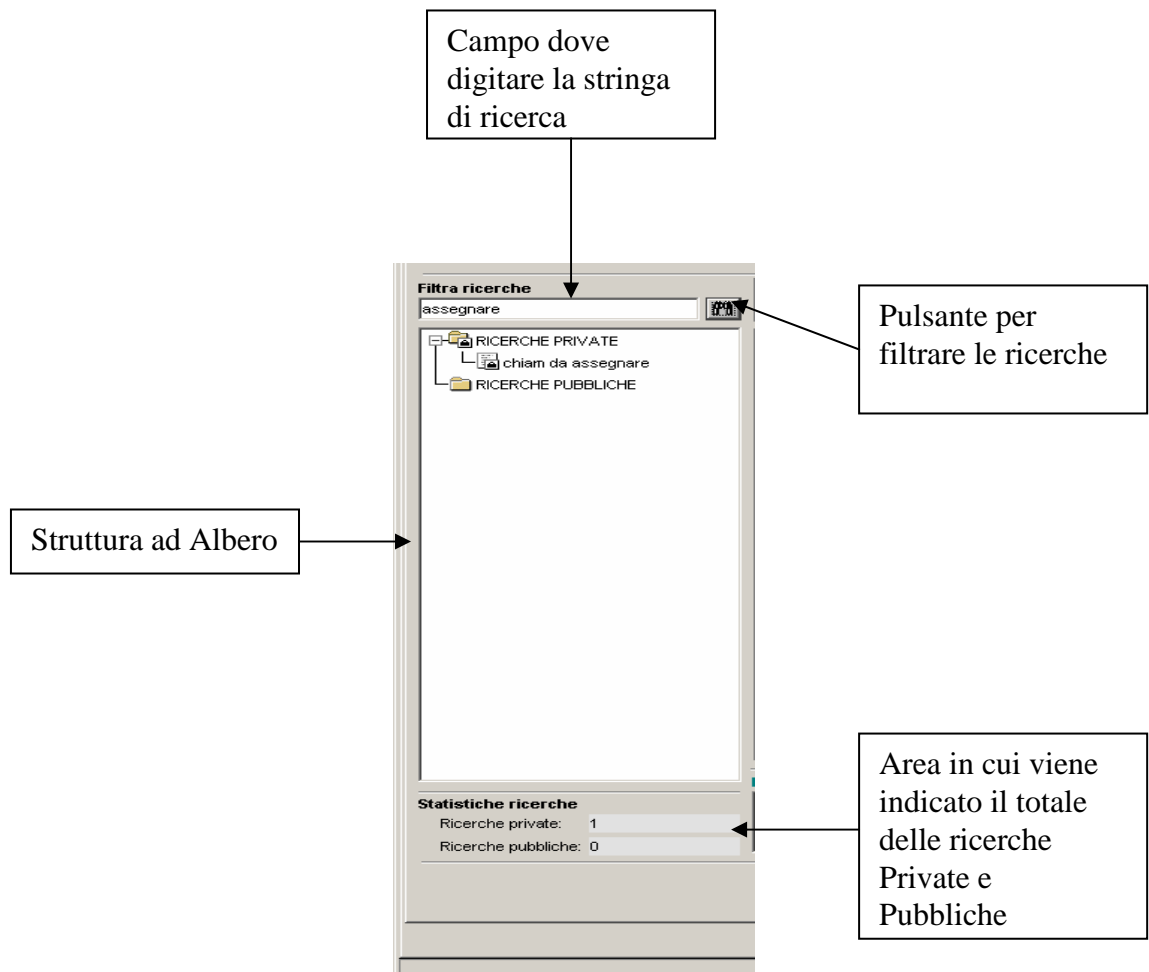 Campo dove
digitare la stringa
di ricerca
Filtra ricerche
assegnare
RICERCHE PRIVATE
chiam da assegnare
RICERCHE PUBBLICHE
Pulsante per
filtrare le ricerche
Struttura ad Albero
Statistiche ricerche
Ricerche private: 1
Ricerche pubbliche: 0
Area in cui viene
indicato il totale
delle ricerche
Private e
Pubbliche